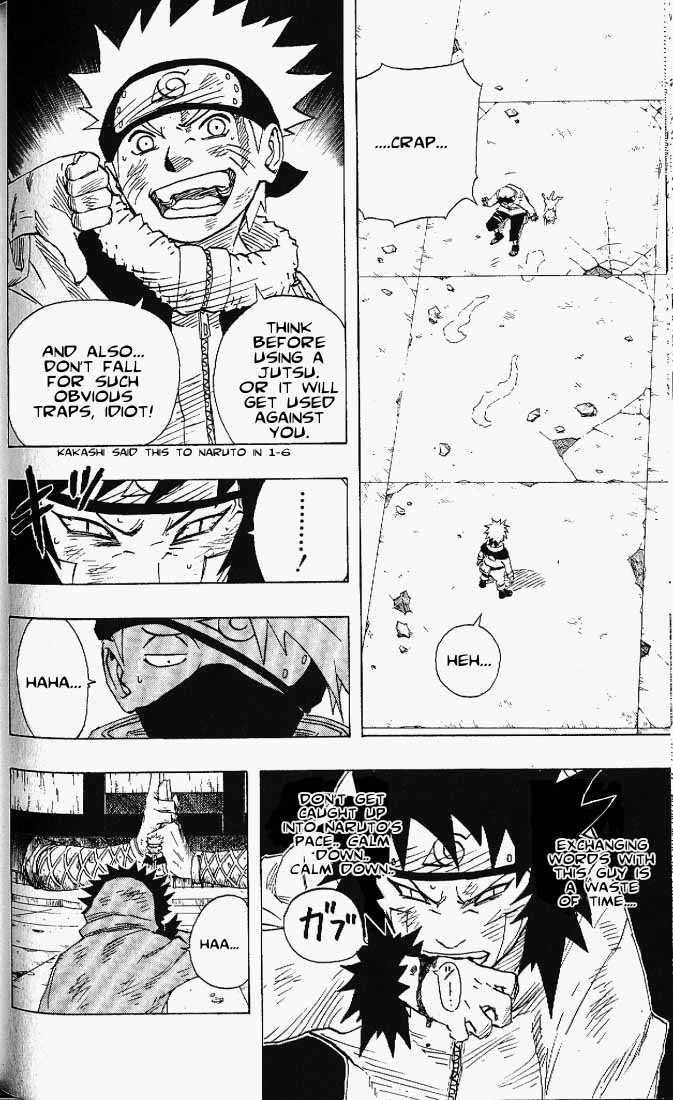 ....CRAP...
HEH...
THINK
BEFORE
USING A
JUTSU.
OR IT WILL
GET USED
AGAINST
YOU.
AND ALSO...
DON'T FALL
FOR SUCH
OBVIOUS
TRAPS, IDIOT!
KAKASHI SAID THIS TO NARUTO IN 1-6
......!
HAHA...
EXCHANGING
WORDS WITH
THIS GUY IS
A WASTE
OF TIME....
DON'T GET
CAUGHT UP
INTO NARUTO'S
PACE. CALM
DOWN.
CALM DOWN.
ガブ
HAA...